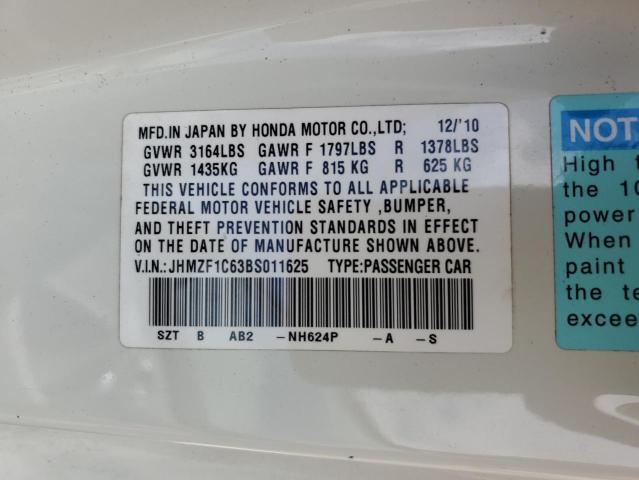 MFD.IN JAPAN BY HONDA MOTOR CO.,LTD; 12/'10
GVWR 3164LBS GAWR F 1797LBS R 1378LBS
GVWR 1435KG GAWR F 815 KG R 625 KG
THIS VEHICLE CONFORMS TO ALL APPLICABLE
FEDERAL MOTOR VEHICLE SAFETY ,BUMPER,
AND THEFT PREVENTION STANDARDS IN EFFECT
ON THE DATE OF MANUFACTURE SHOWN ABOVE.
V.I.N.:JHMZF1C63BS011625 TYPE:PASSENGER CAR
SZT B AB2 -NH624P -A -S
NOT
High
the 10
power
When
paint
the te
excee